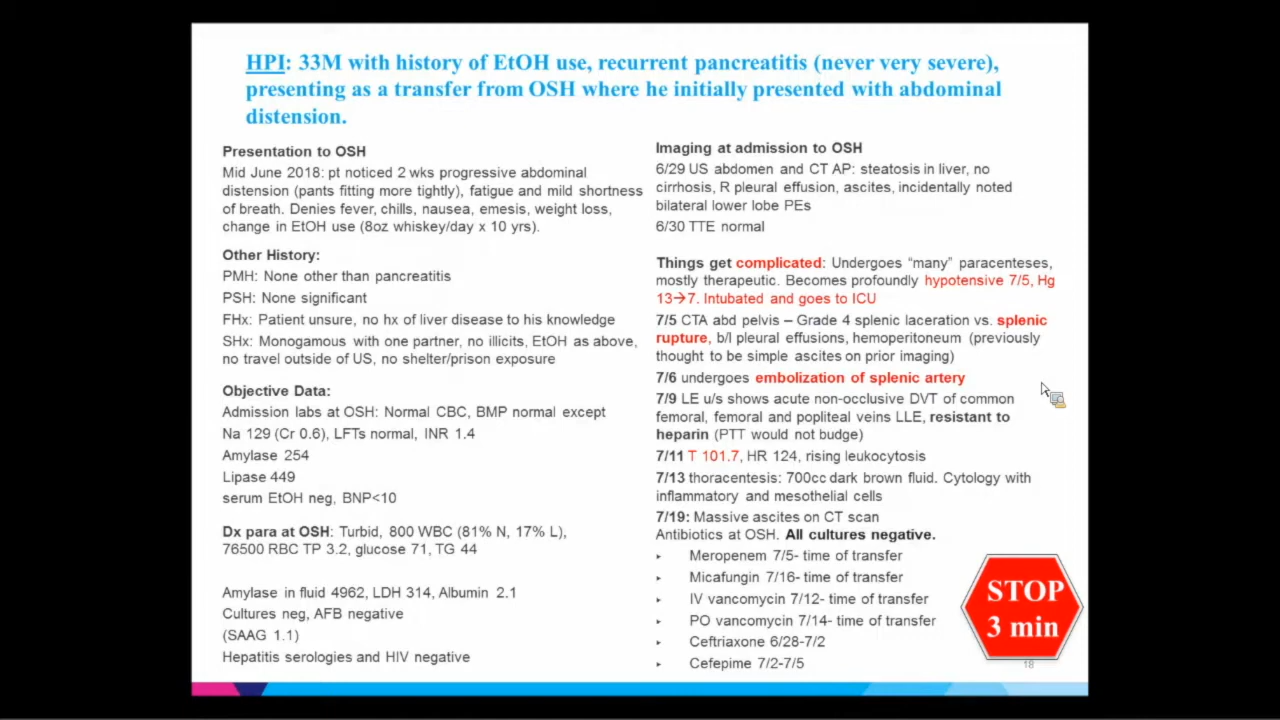 HPI: 33M with history of EtOH use, recurrent pancreatitis (never very severe),
presenting as a transfer from OSH where he initially presented with abdominal
distension.
Presentation to OSH
Mid June 2018: pt noticed 2 wks progressive abdominal
distension (pants fitting more tightly), fatigue and mild shortness
of breath. Denies fever, chills, nausea, emesis, weight loss,
change in EtOH use (8oz whiskey/day x 10 yrs).
Other History:
PMH: None other than pancreatitis
PSH: None significant
FHx: Patient unsure, no hx of liver disease to his knowledge
SHx: Monogamous with one partner, no illicits, EtOH as above,
no travel outside of US, no shelter/prison exposure
Objective Data:
Admission labs at OSH: Normal CBC, BMP normal except
Na 129 (Cr 0.6), LFTs normal, INR 1.4
Amylase 254
Lipase 449
serum EtOH neg, BNP<10
Dx para at OSH: Turbid, 800 WBC (81% N, 17% L),
76500 RBC TP 3.2, glucose 71, TG 44
Amylase in fluid 4962, LDH 314, Albumin 2.1
Cultures neg, AFB negative
(SAAG 1.1)
Hepatitis serologies and HIV negative
Imaging at admission to OSH
6/29 US abdomen and CT AP: steatosis in liver, no
cirrhosis, R pleural effusion, ascites, incidentally noted
bilateral lower lobe PEs
6/30 TTE normal
Things get complicated: Undergoes “many” paracenteses,
mostly therapeutic. Becomes profoundly hypotensive 7/5, Hg
13→7. Intubated and goes to ICU
7/5 CTA abd pelvis – Grade 4 splenic laceration vs. splenic
rupture, b/l pleural effusions, hemoperitoneum (previously
thought to be simple ascites on prior imaging)
7/6 undergoes embolization of splenic artery
7/9 LE u/s shows acute non-occlusive DVT of common
femoral, femoral and popliteal veins LLE, resistant to
heparin (PTT would not budge)
7/11 T 101.7, HR 124, rising leukocytosis
7/13 thoracentesis: 700cc dark brown fluid. Cytology with
inflammatory and mesothelial cells
7/19: Massive ascites on CT scan
Antibiotics at OSH. All cultures negative.
‣ Meropenem 7/5- time of transfer
‣ Micafungin 7/16- time of transfer
‣ IV vancomycin 7/12- time of transfer
‣ PO vancomycin 7/14- time of transfer
‣ Ceftriaxone 6/28-7/2
‣ Cefepime 7/2-7/5
STOP
3 min
18